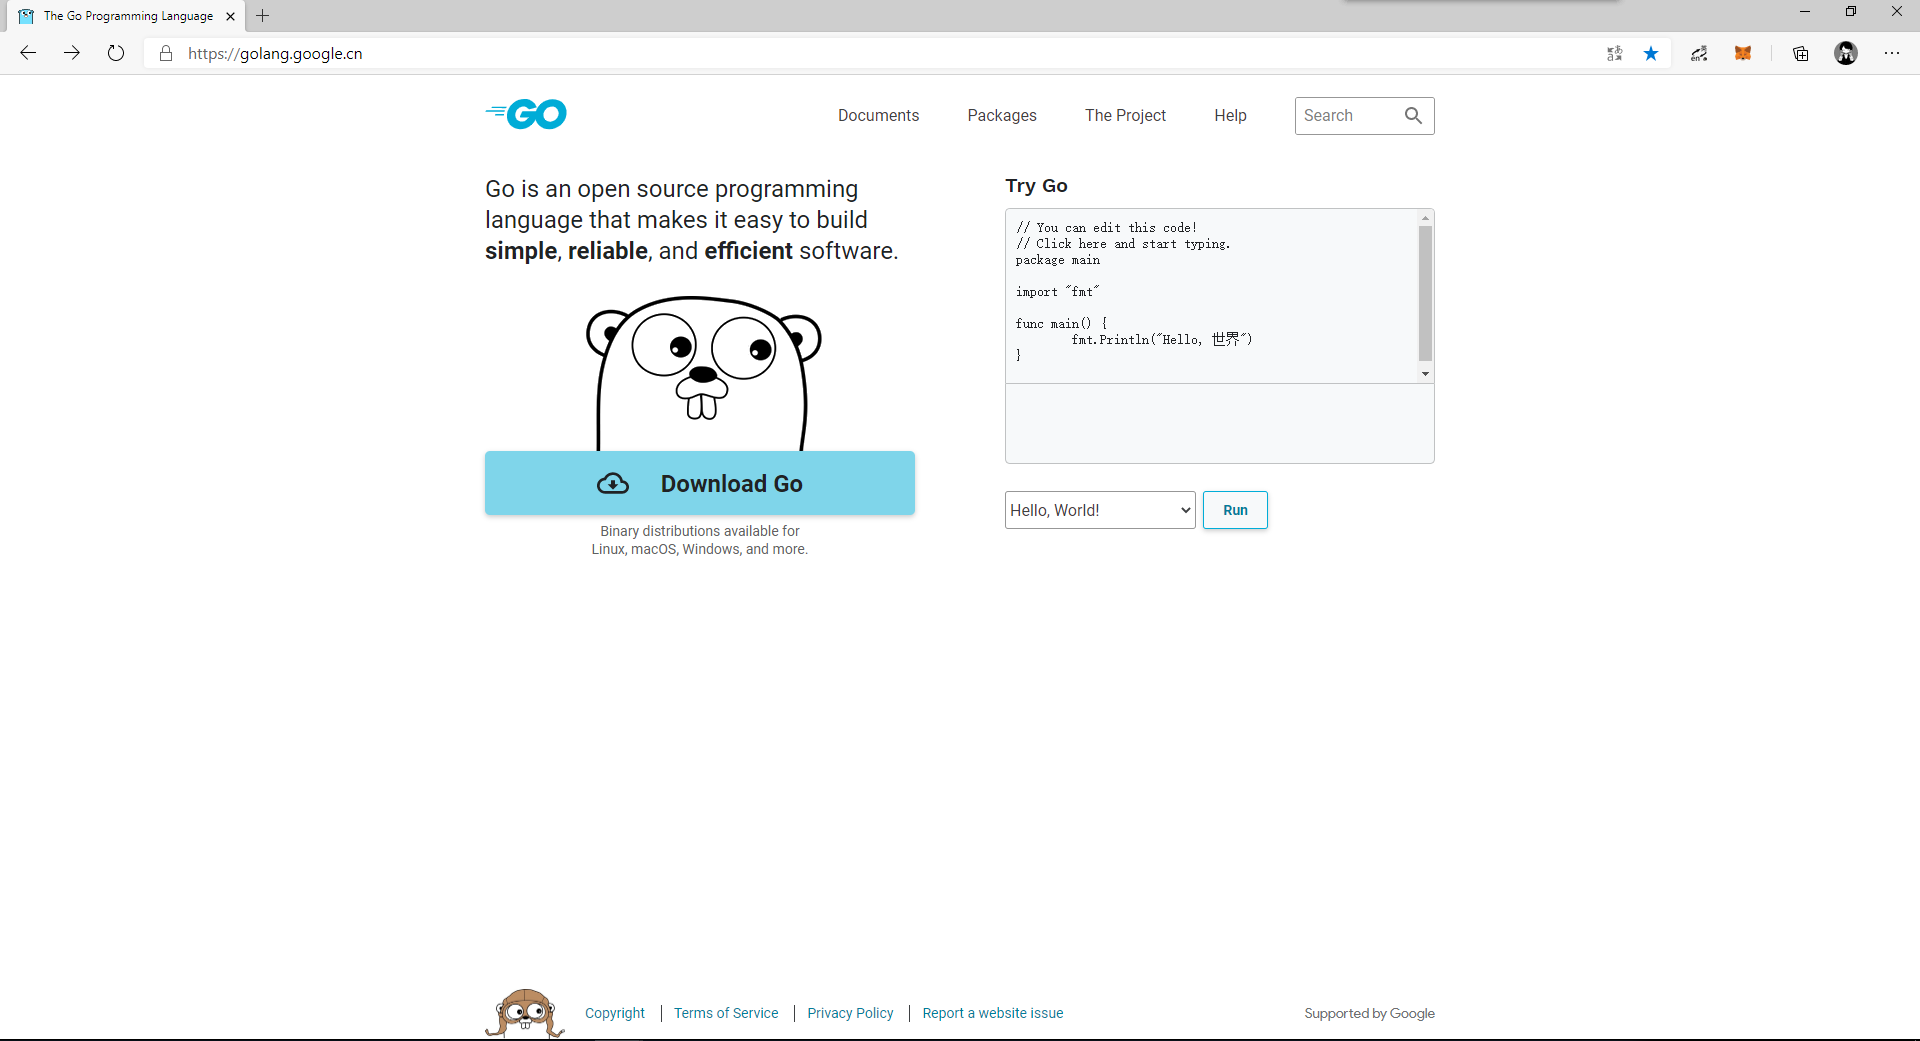 The Go Programming Language
https://golang.google.cn
GO
Documents
Packages
The Project
Help
Search
Go is an open source programming
language that makes it easy to build
simple, reliable, and efficient software.
Download Go
Binary distributions available for
Linux, macOS, Windows, and more.
Try Go
// You can edit this code!
// Click here and start typing.
package main
import "fmt"
func main() {
fmt.Println("Hello, 世界")
}
Hello, World!
Run
Copyright
Terms of Service
Privacy Policy
Report a website issue
Supported by Google